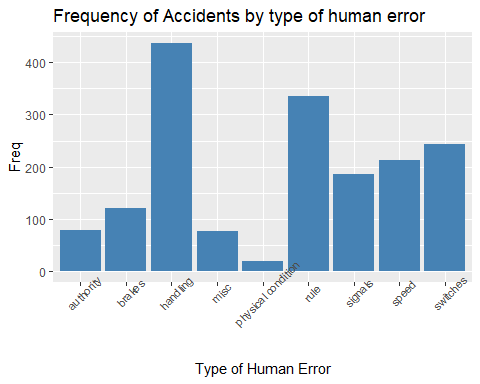 Frequency of Accidents by type of human error
Freq
400
300
200
100
0
authority
brakes
handling
misc
physical condition
rule
signals
speed
switches
Type of Human Error